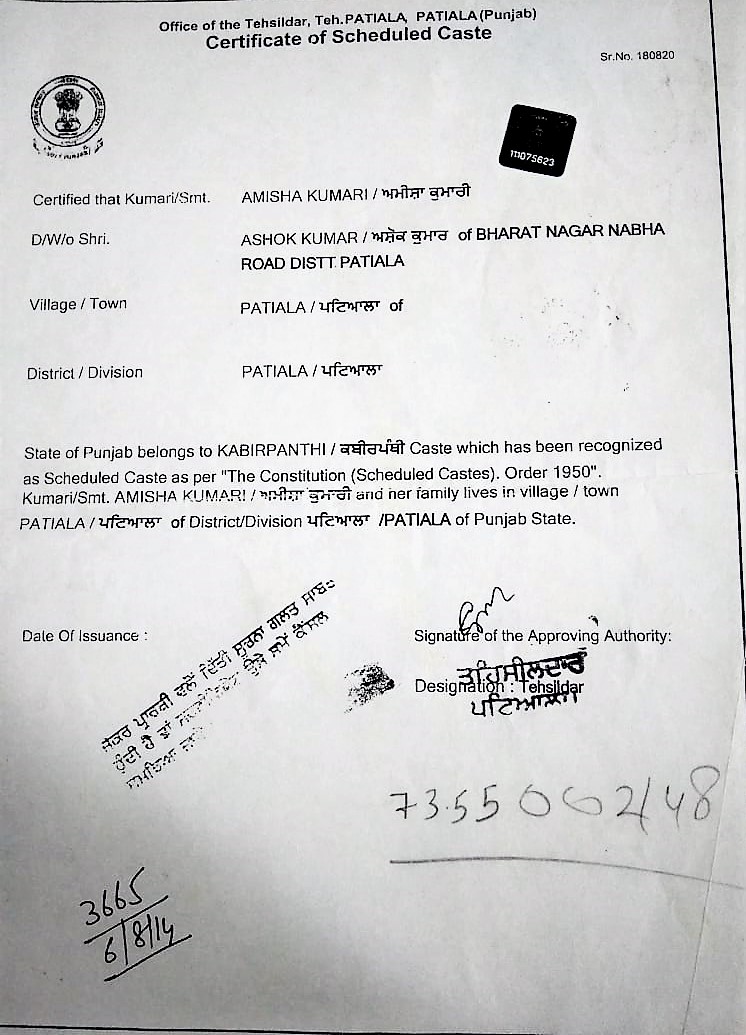 Office of the Tehsildar, Teh.PATIALA, PATIALA(Punjab)
Certificate of Scheduled Caste
Sr.No. 180820
111075623
Certified that Kumari/Smt. AMISHA KUMARI / ਅਮੀਸ਼ਾ ਕੁਮਾਰੀ
D/W/o Shri. ASHOK KUMAR / ਅਸ਼ੋਕ ਕੁਮਾਰ of BHARAT NAGAR NABHA
ROAD DISTT PATIALA
Village / Town PATIALA / ਪਟਿਆਲਾ of
District / Division PATIALA / ਪਟਿਆਲਾ
State of Punjab belongs to KABIRPANTHI / ਕਬੀਰਪੰਥੀ Caste which has been recognized
as Scheduled Caste as per "The Constitution (Scheduled Castes). Order 1950".
Kumari/Smt. AMISHA KUMARI / ਅਮੀਸ਼ਾ ਕੁਮਾਰੀ and her family lives in village / town
PATIALA / ਪਟਿਆਲਾ of District/Division ਪਟਿਆਲਾ /PATIALA of Punjab State.
Date Of Issuance :
ਜੇਕਰ ਪ੍ਰਾਰਥੀ ਵਲੋਂ ਦਿੱਤੀ ਸੂਚਨਾ ਗਲਤ ਸਾਬਤ
ਹੁੰਦੀ ਹੈ ਤਾਂ ਉਸੇ ਸਮੇਂ ਕੈਂਸਲ
ਸਮਝਿਆ ਜਾਵੇ
Signature of the Approving Authority:
ਤਹਿਸੀਲਦਾਰ
Designation : Tehsildar
ਪਟਿਆਲਾ
3665
6/8/14